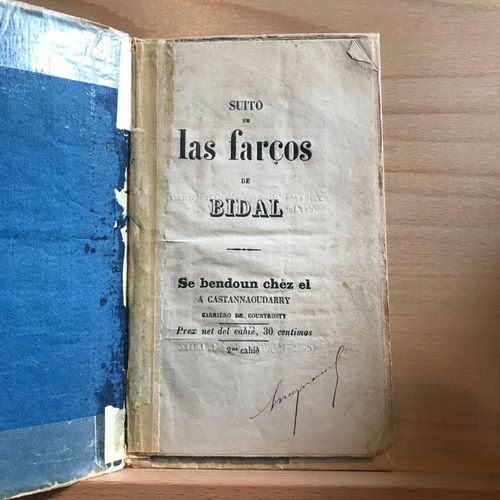 SUITO
DE
las farços
DE
BIDAL
Se bendoun chèz el
A CASTANNAOUDARRY
CARRIÈRO DE COUNTROSTY
Prex net del cahiè, 30 centimos
2me cahiè